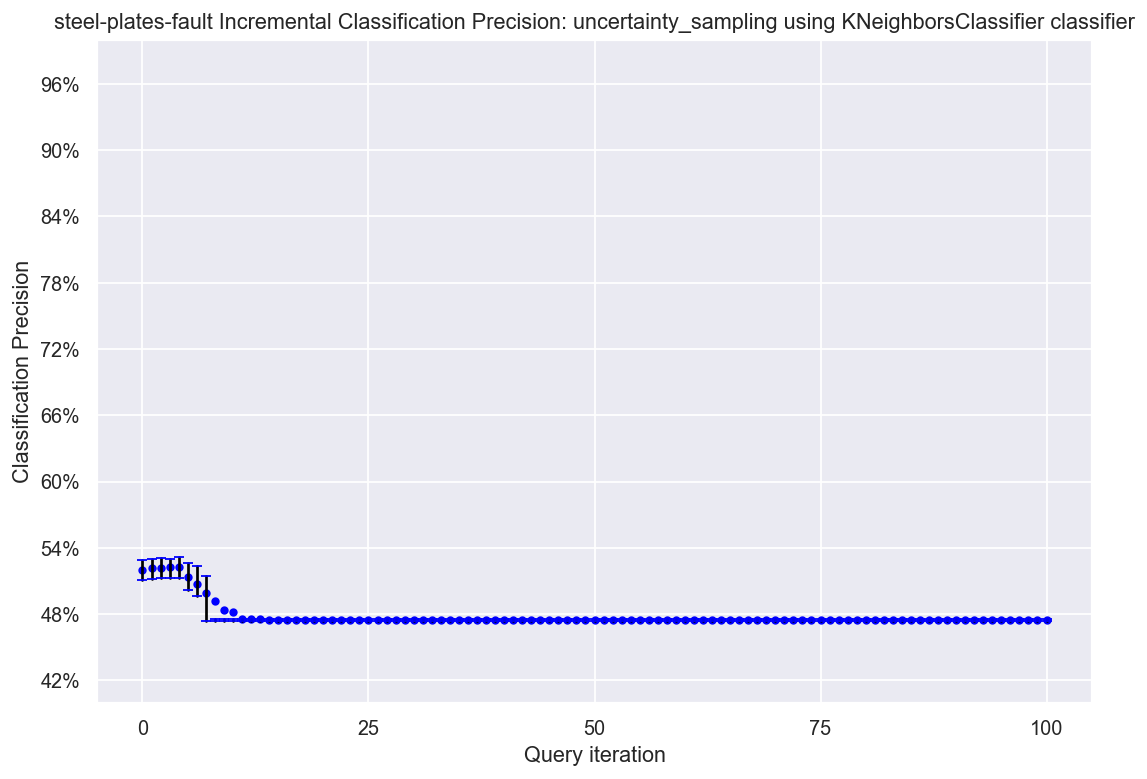 steel-plates-fault Incremental Classification Precision: uncertainty_sampling using KNeighborsClassifier classifier
96%
90%
84%
78%
72%
66%
60%
54%
48%
42%
Classification Precision
0 25 50 75 100
Query iteration